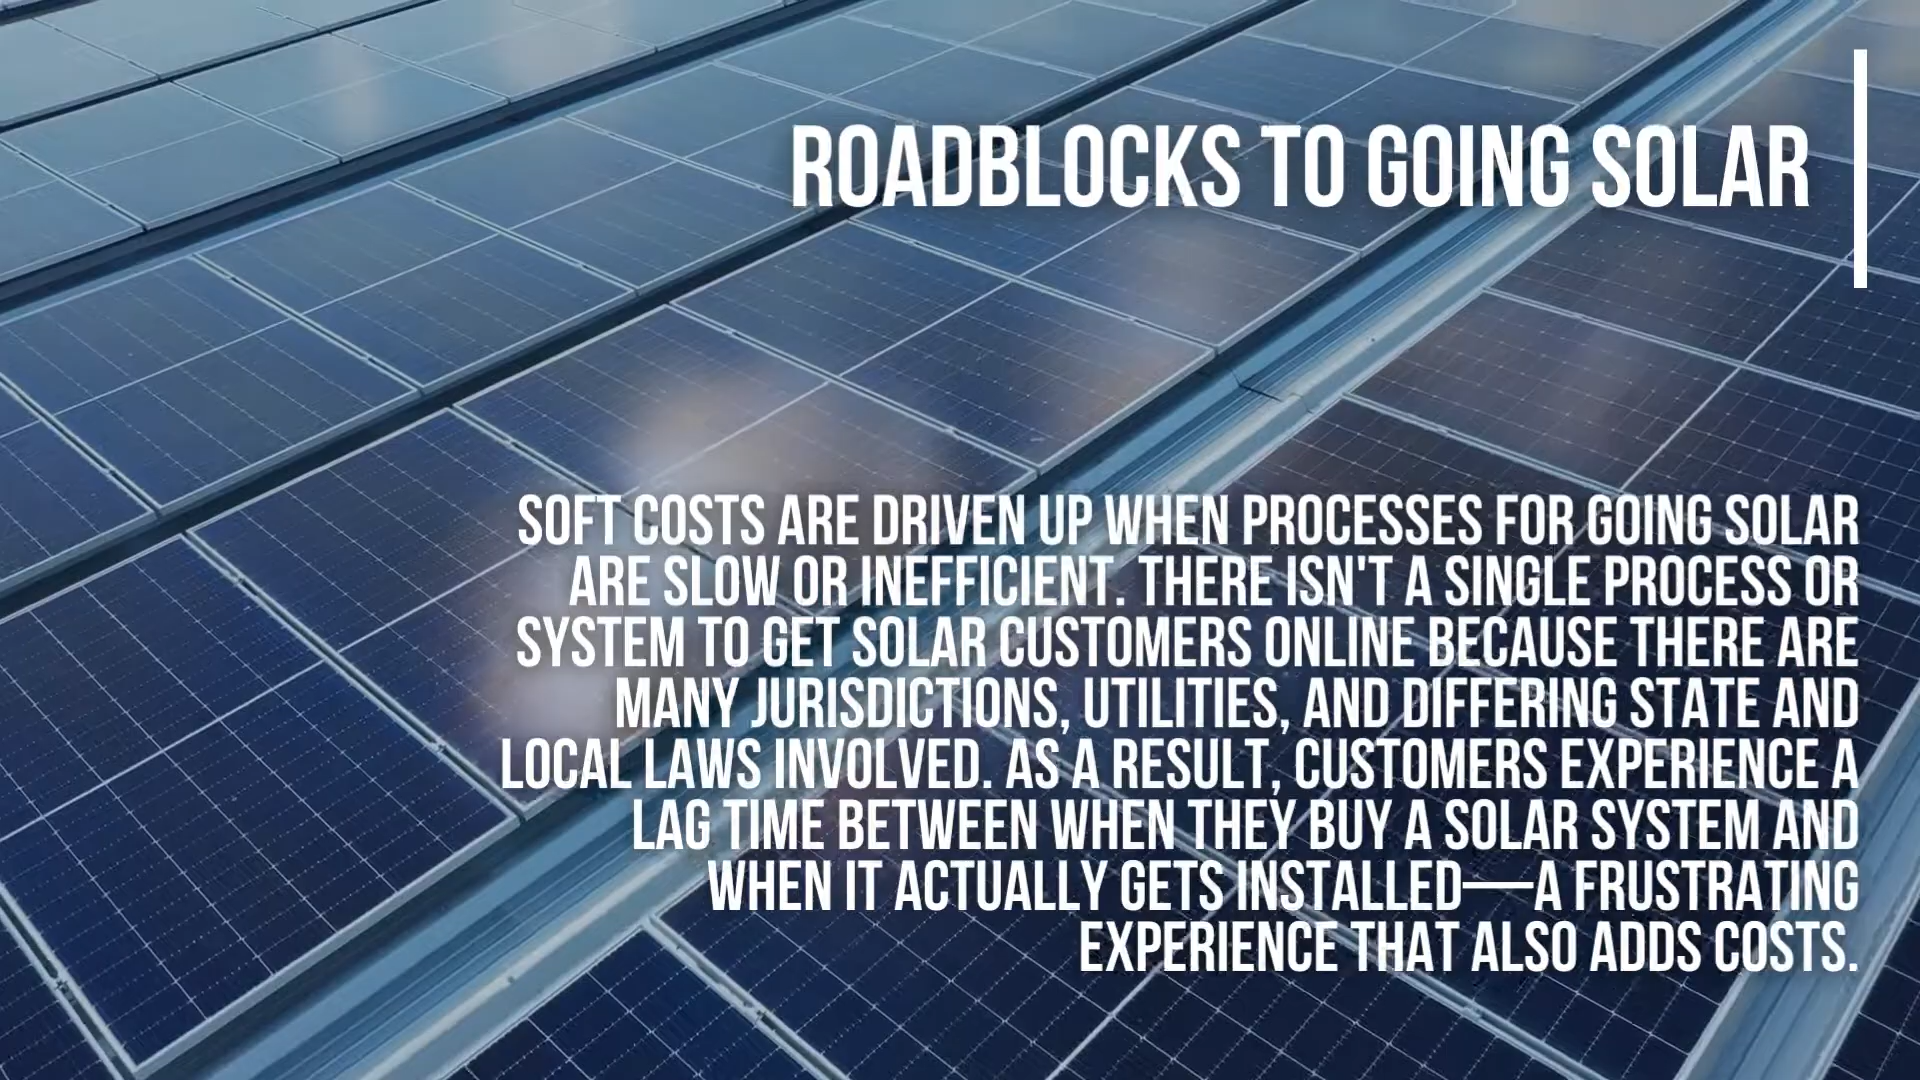 ROADBLOCKS TO GOING SOLAR
SOFT COSTS ARE DRIVEN UP WHEN PROCESSES FOR GOING SOLAR
ARE SLOW OR INEFFICIENT. THERE ISN'T A SINGLE PROCESS OR
SYSTEM TO GET SOLAR CUSTOMERS ONLINE BECAUSE THERE ARE
MANY JURISDICTIONS, UTILITIES, AND DIFFERING STATE AND
LOCAL LAWS INVOLVED. AS A RESULT, CUSTOMERS EXPERIENCE A
LAG TIME BETWEEN WHEN THEY BUY A SOLAR SYSTEM AND
WHEN IT ACTUALLY GETS INSTALLED—A FRUSTRATING
EXPERIENCE THAT ALSO ADDS COSTS.